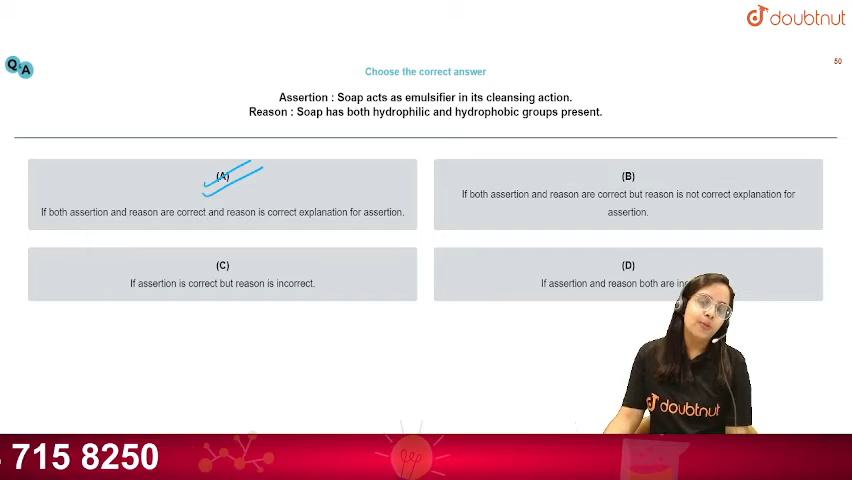 doubtnut
Q&A
50
Choose the correct answer
Assertion : Soap acts as emulsifier in its cleansing action.
Reason : Soap has both hydrophilic and hydrophobic groups present.
(A)
If both assertion and reason are correct and reason is correct explanation for assertion.
(B)
If both assertion and reason are correct but reason is not correct explanation for
assertion.
(C)
If assertion is correct but reason is incorrect.
(D)
If assertion and reason both are
doubtnut
715 8250